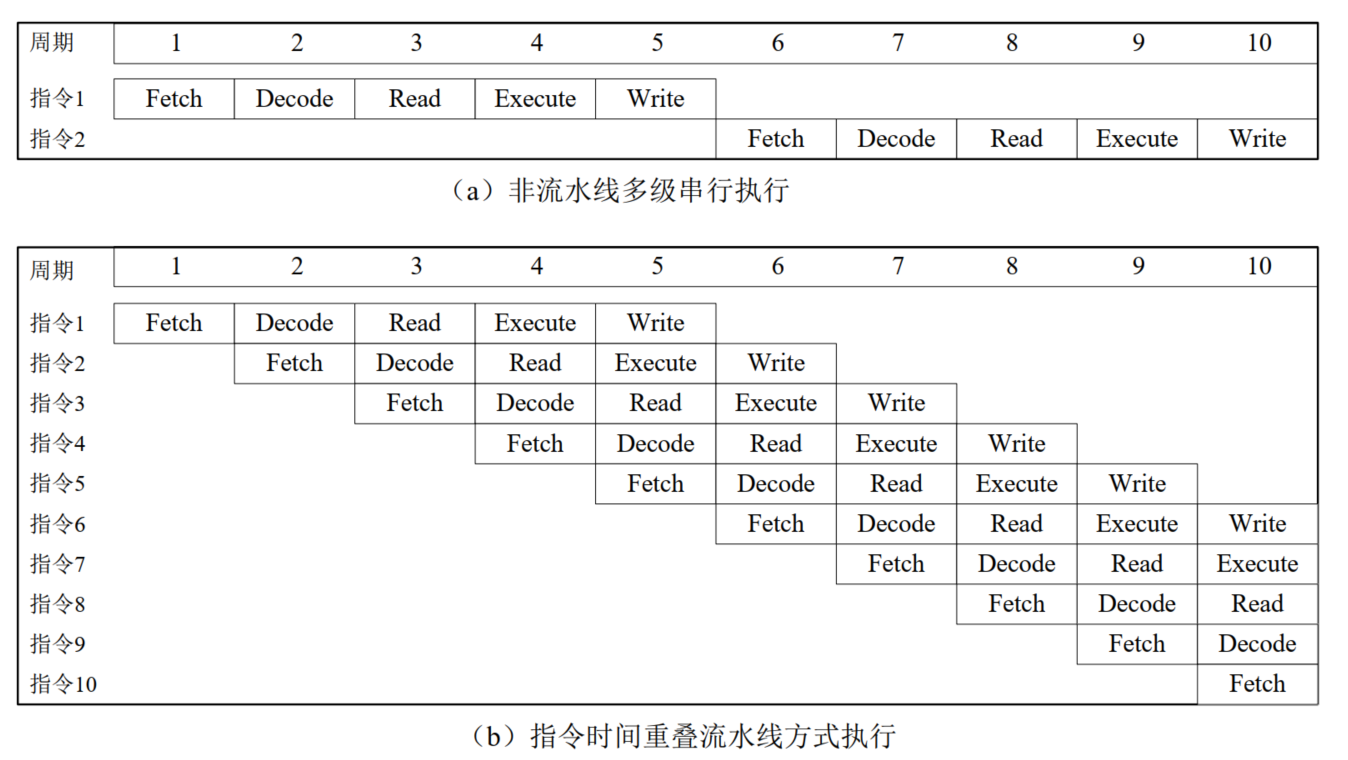 周期 1 2 3 4 5 6 7 8 9 10
指令1 Fetch Decode Read Execute Write
指令2 Fetch Decode Read Execute Write
（a）非流水线多级串行执行
周期 1 2 3 4 5 6 7 8 9 10
指令1 Fetch Decode Read Execute Write
指令2 Fetch Decode Read Execute Write
指令3 Fetch Decode Read Execute Write
指令4 Fetch Decode Read Execute Write
指令5 Fetch Decode Read Execute Write
指令6 Fetch Decode Read Execute Write
指令7 Fetch Decode Read Execute
指令8 Fetch Decode Read
指令9 Fetch Decode
指令10 Fetch
（b）指令时间重叠流水线方式执行